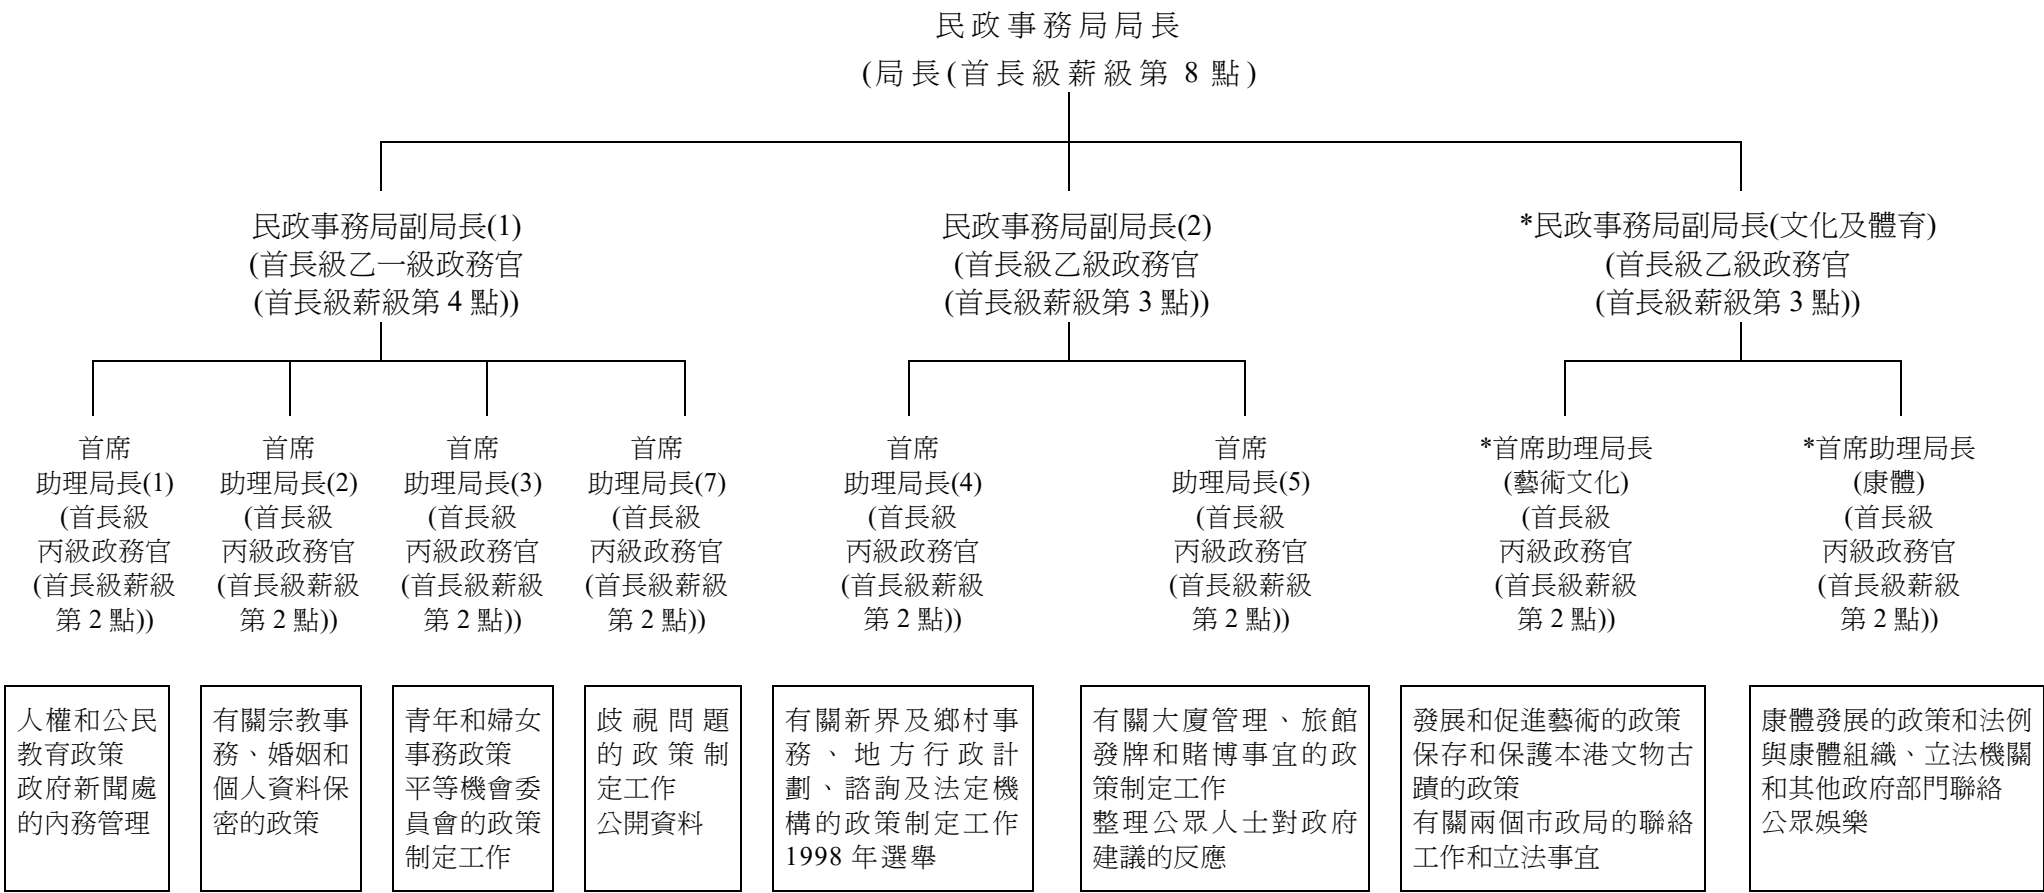 民政事務局局長
(局長(首長級薪級第 8 點)
民政事務局副局長(1)
(首長級乙一級政務官
(首長級薪級第 4 點))
民政事務局副局長(2)
(首長級乙級政務官
(首長級薪級第 3 點))
*民政事務局副局長(文化及體育)
(首長級乙級政務官
(首長級薪級第 3 點))
首席
助理局長(1)
(首長級
丙級政務官
(首長級薪級
第 2 點))
首席
助理局長(2)
(首長級
丙級政務官
(首長級薪級
第 2 點))
首席
助理局長(3)
(首長級
丙級政務官
(首長級薪級
第 2 點))
首席
助理局長(7)
(首長級
丙級政務官
(首長級薪級
第 2 點))
首席
助理局長(4)
(首長級
丙級政務官
(首長級薪級
第 2 點))
首席
助理局長(5)
(首長級
丙級政務官
(首長級薪級
第 2 點))
*首席助理局長
(藝術文化)
(首長級
丙級政務官
(首長級薪級
第 2 點))
*首席助理局長
(康體)
(首長級
丙級政務官
(首長級薪級
第 2 點))
人權和公民
教育政策
政府新聞處
的內務管理
有關宗教事
務、婚姻和
個人資料保
密的政策
青年和婦女
事務政策
平等機會委
員會的政策
制定工作
歧視問題
的政策制
定工作
公開資料
有關新界及鄉村事
務、地方行政計
劃、諮詢及法定機
構的政策制定工作
1998 年選舉
有關大廈管理、旅館
發牌和賭博事宜的政
策制定工作
整理公眾人士對政府
建議的反應
發展和促進藝術的政策
保存和保護本港文物古
蹟的政策
有關兩個市政局的聯絡
工作和立法事宜
康體發展的政策和法例
與康體組織、立法機關
和其他政府部門聯絡
公眾娛樂